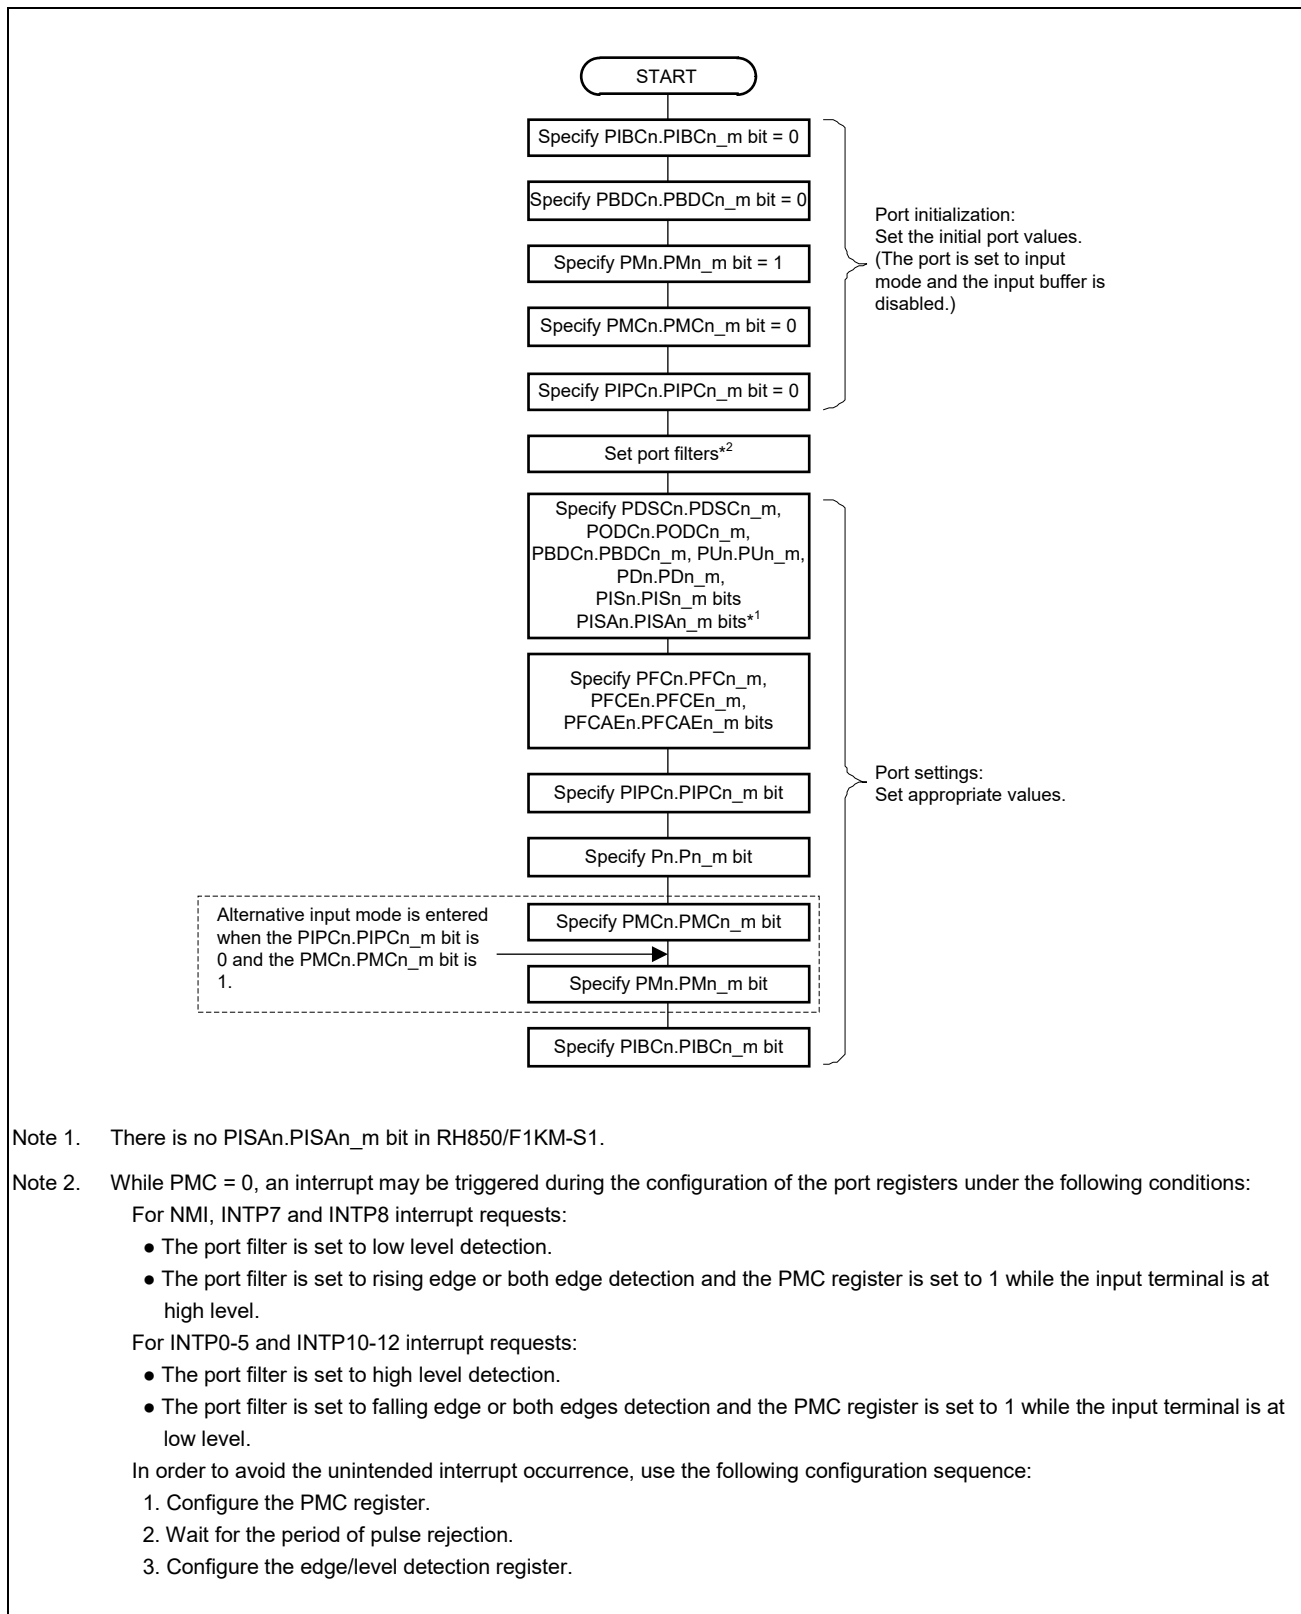 START
Specify PIBCn.PIBCn_m bit = 0
Specify PBDCn.PBDCn_m bit = 0
Specify PMn.PMn_m bit = 1
Specify PMCn.PMCn_m bit = 0
Specify PIPCn.PIPCn_m bit = 0
Port initialization:
Set the initial port values.
(The port is set to input
mode and the input buffer is
disabled.)
Set port filters*2
Specify PDSCn.PDSCn_m,
PODCn.PODCn_m,
PBDCn.PBDCn_m, PUn.PUn_m,
PDn.PDn_m,
PISn.PISn_m bits
PISAn.PISAn_m bits*1
Specify PFCn.PFCn_m,
PFCEn.PFCEn_m,
PFCAEn.PFCAEn_m bits
Specify PIPCn.PIPCn_m bit
Port settings:
Set appropriate values.
Specify Pn.Pn_m bit
Alternative input mode is entered
when the PIPCn.PIPCn_m bit is
0 and the PMCn.PMCn_m bit is
1.
Specify PMCn.PMCn_m bit
Specify PMn.PMn_m bit
Specify PIBCn.PIBCn_m bit
Note 1. There is no PISAn.PISAn_m bit in RH850/F1KM-S1.
Note 2. While PMC = 0, an interrupt may be triggered during the configuration of the port registers under the following conditions:
For NMI, INTP7 and INTP8 interrupt requests:
● The port filter is set to low level detection.
● The port filter is set to rising edge or both edge detection and the PMC register is set to 1 while the input terminal is at
high level.
For INTP0-5 and INTP10-12 interrupt requests:
● The port filter is set to high level detection.
● The port filter is set to falling edge or both edges detection and the PMC register is set to 1 while the input terminal is at
low level.
In order to avoid the unintended interrupt occurrence, use the following configuration sequence:
1. Configure the PMC register.
2. Wait for the period of pulse rejection.
3. Configure the edge/level detection register.